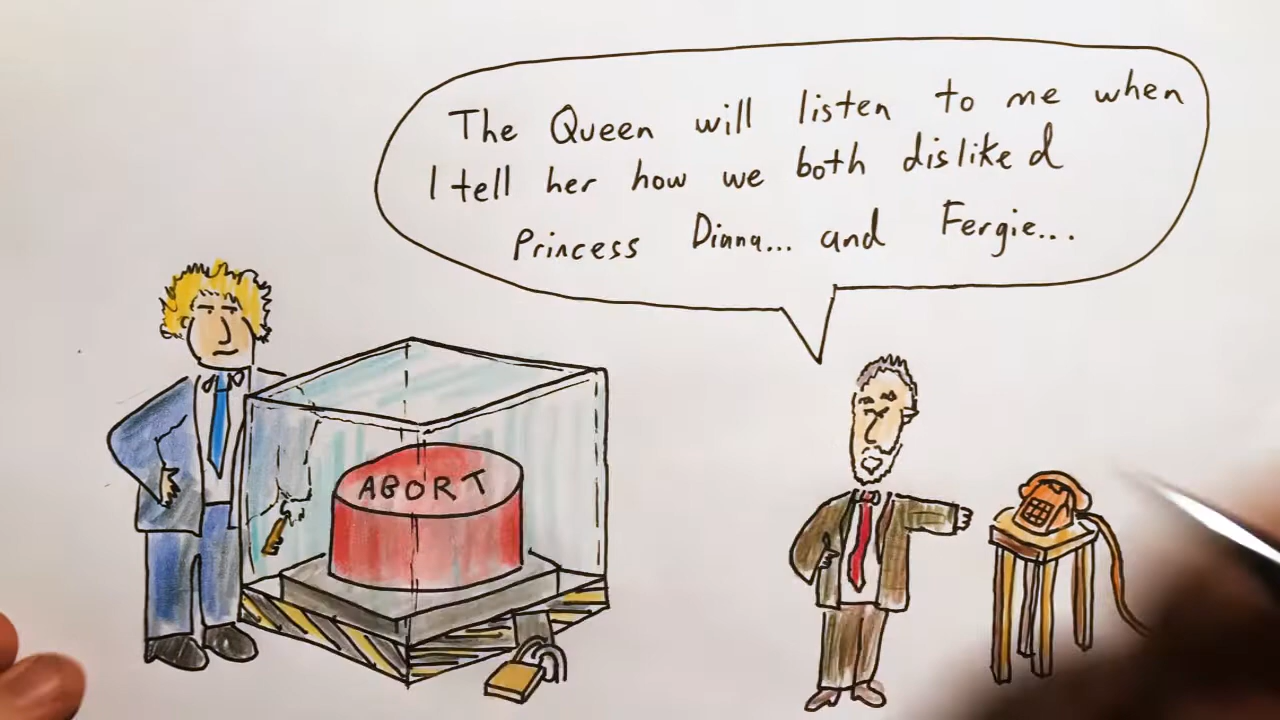 The Queen will listen to me when
I tell her how we both disliked
Princess Diana... and Fergie...
ABORT